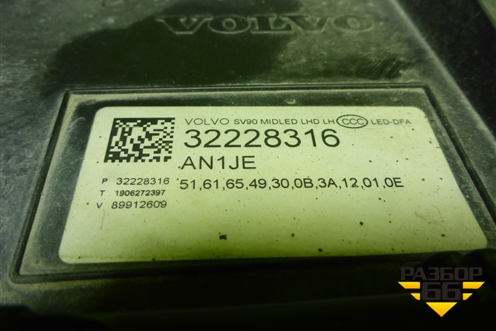 VOLVO
VOLVO SV90 MIDLED LHD LH CCC LED-DFA
32228316
AN1JE
P 32228316
51,61,65,49,30,0B,3A,12,01,0E
T 1906272397
V 89912609
РАЗБОР
66